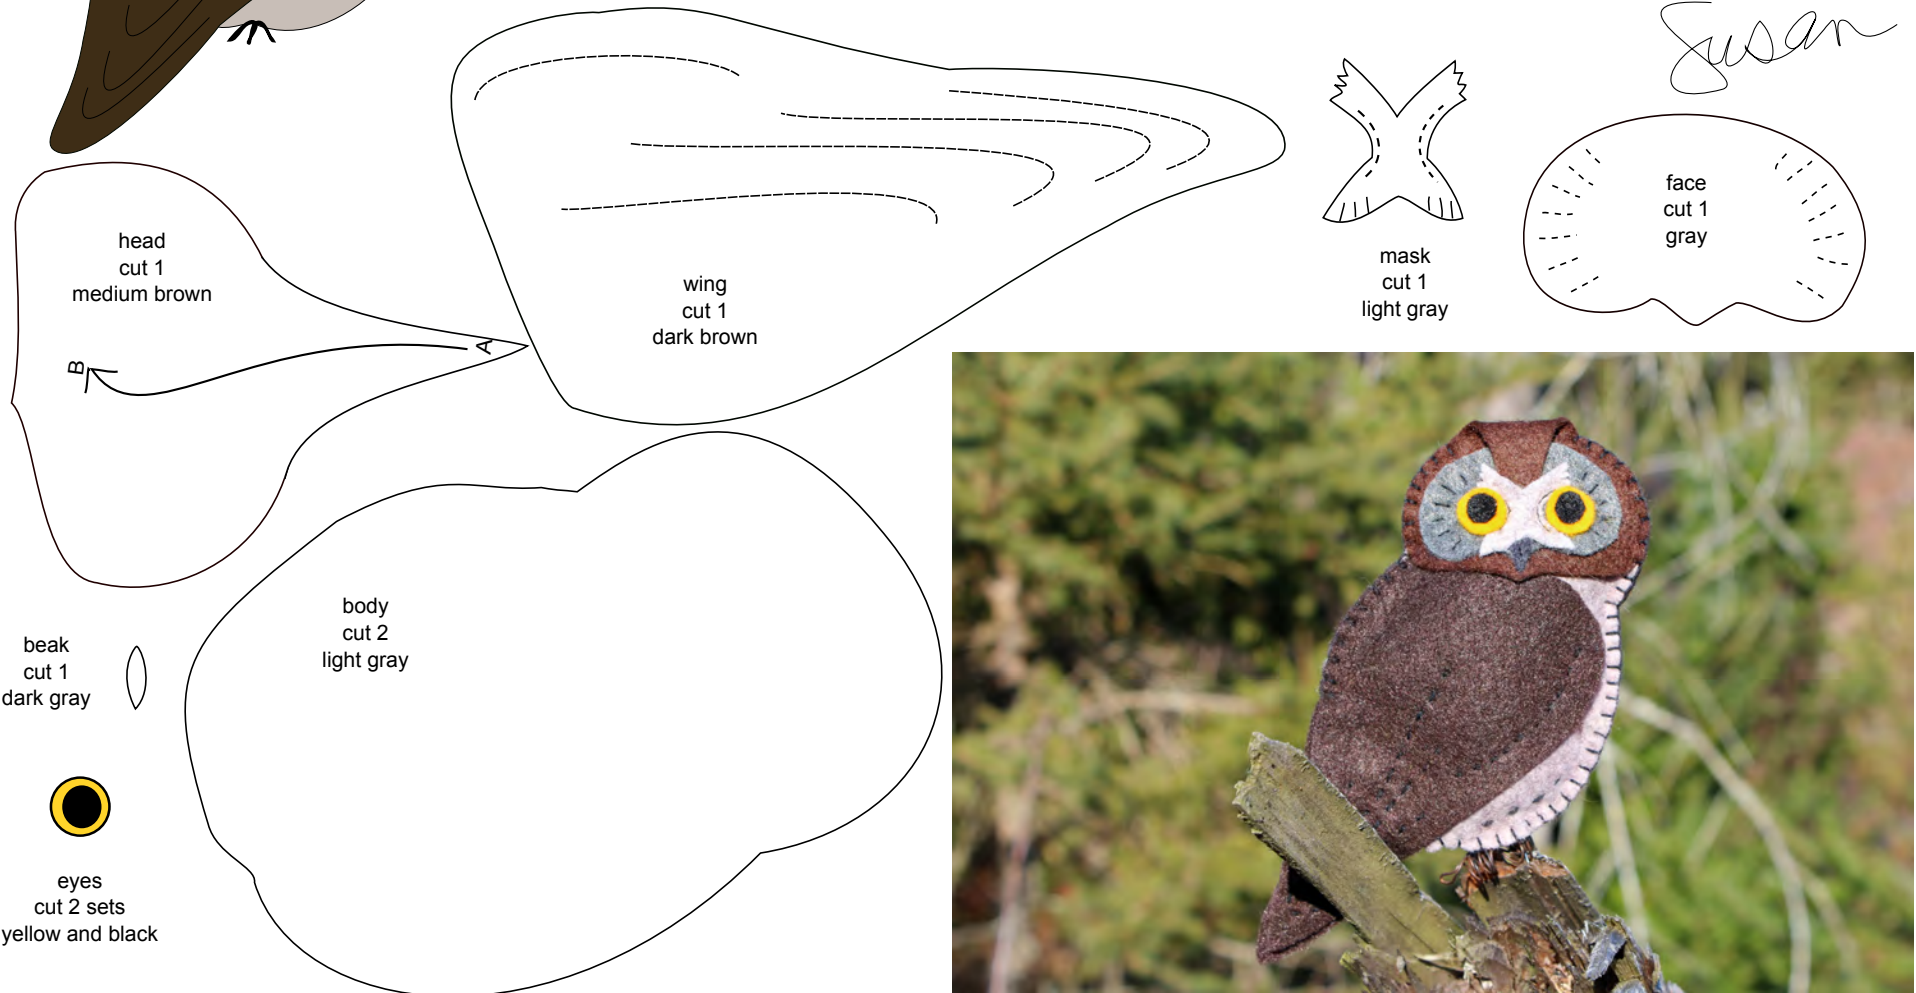 Susan
head
cut 1
medium brown
A
B
wing
cut 1
dark brown
mask
cut 1
light gray
face
cut 1
gray
body
cut 2
light gray
beak
cut 1
dark gray
eyes
cut 2 sets
yellow and black